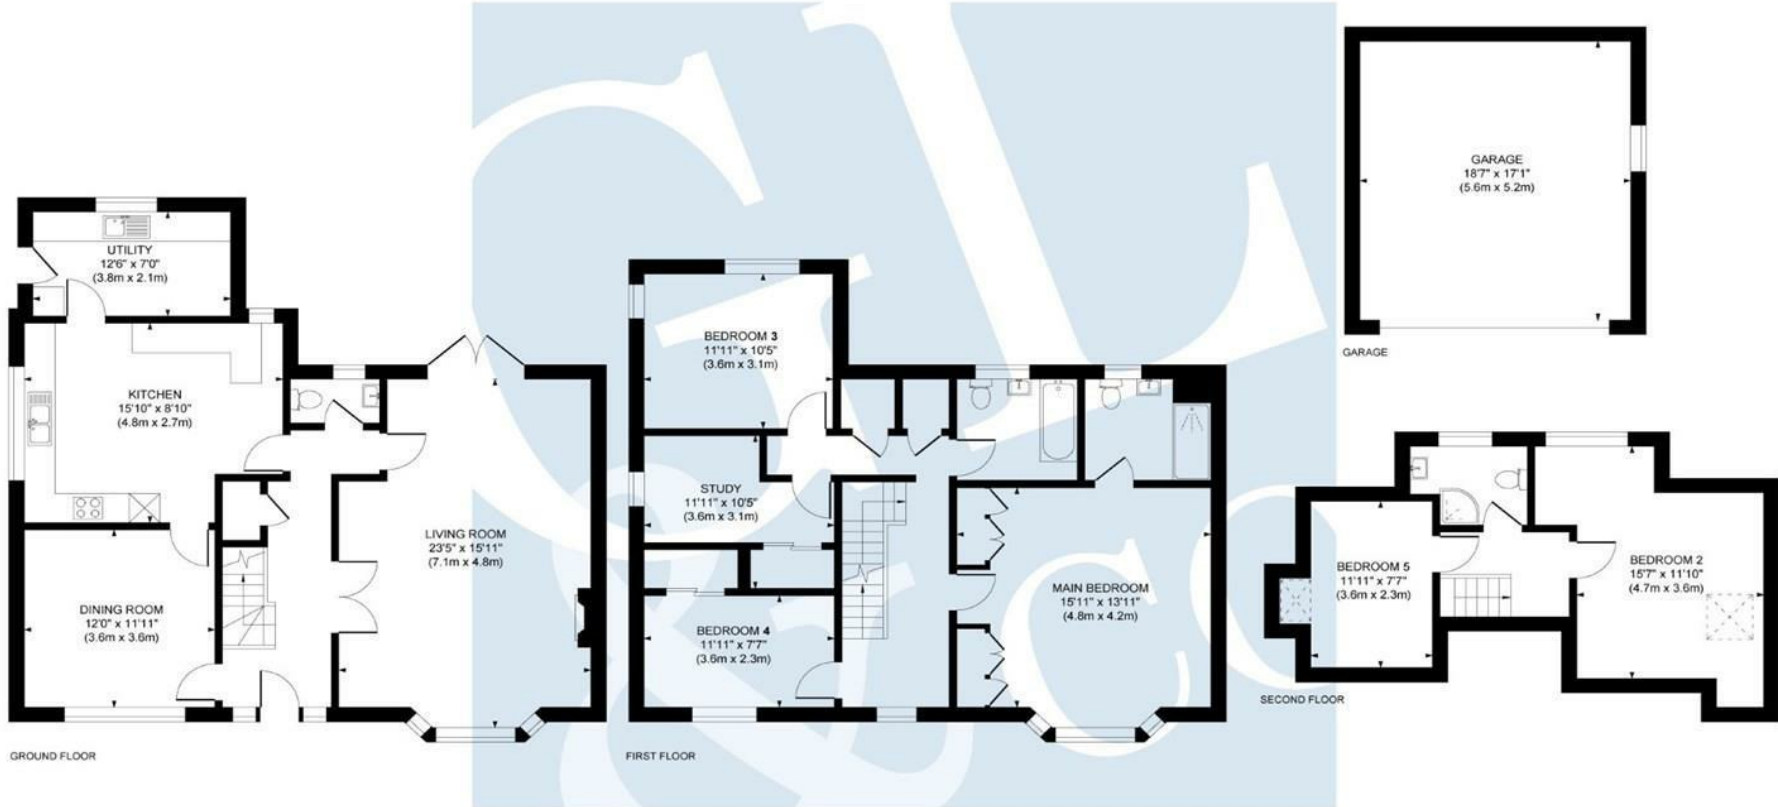 UTILITY
12'6" x 7'0"
(3.8m x 2.1m)
KITCHEN
15'10" x 8'10"
(4.8m x 2.7m)
DINING ROOM
12'0" x 11'11"
(3.6m x 3.6m)
LIVING ROOM
23'5" x 15'11"
(7.1m x 4.8m)
GROUND FLOOR
BEDROOM 3
11'11" x 10'5"
(3.6m x 3.1m)
STUDY
11'11" x 10'5"
(3.6m x 3.1m)
BEDROOM 4
11'11" x 7'7"
(3.6m x 2.3m)
MAIN BEDROOM
15'11" x 13'11"
(4.8m x 4.2m)
FIRST FLOOR
GARAGE
18'7" x 17'1"
(5.6m x 5.2m)
GARAGE
BEDROOM 5
11'11" x 7'7"
(3.6m x 2.3m)
BEDROOM 2
15'7" x 11'10"
(4.7m x 3.6m)
SECOND FLOOR
GL
&Co